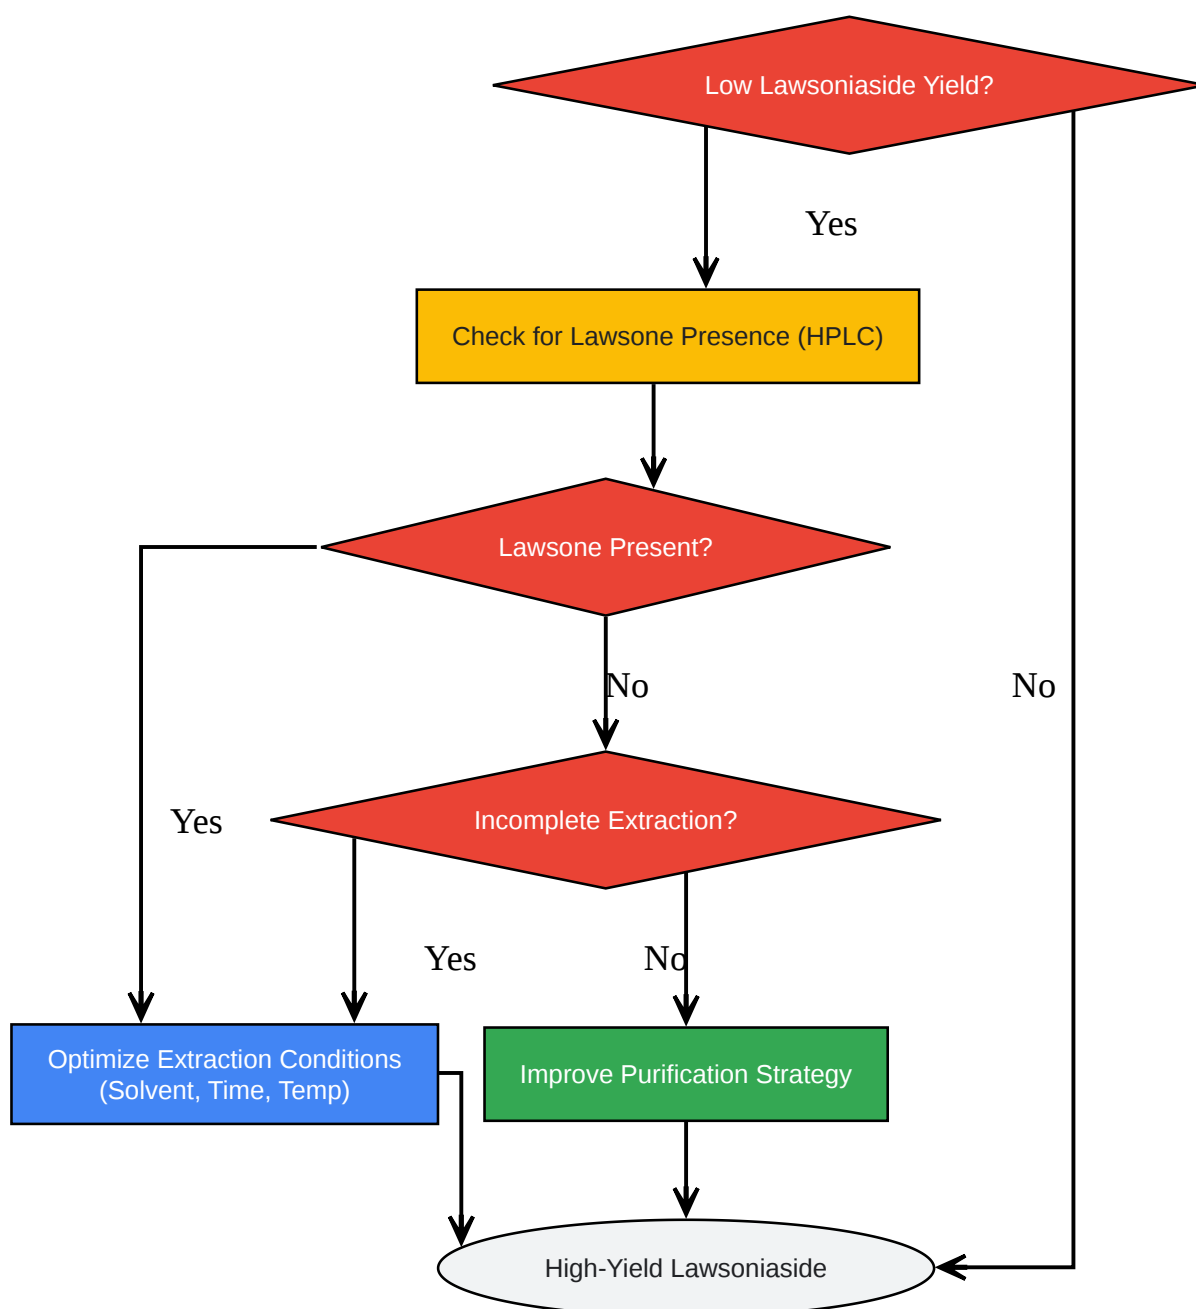 Low Lawsoniaside Yield?
Yes
Check for Lawsone Presence (HPLC)
Lawsone Present?
No
No
Yes
Incomplete Extraction?
Yes
No
Optimize Extraction Conditions
(Solvent, Time, Temp)
Improve Purification Strategy
High-Yield Lawsoniaside